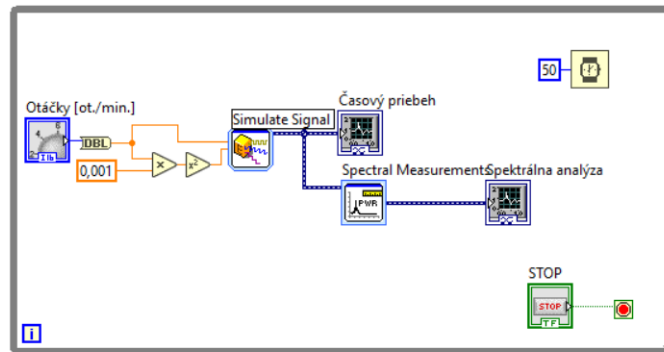 50
Otáčky [ot./min.]
Časový priebeh
Simulate Signal
DBL
0,001
x
x²
Spectral Measurements
Spektrálna analýza
PWR
STOP
STOP
TF
i